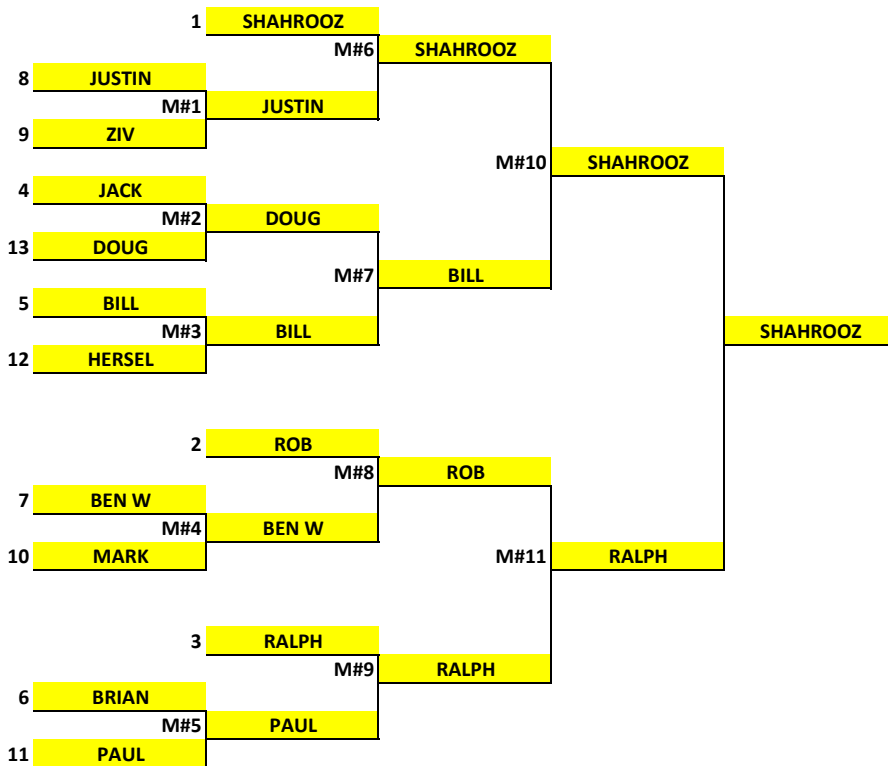 1 SHAHROOZ
M#6 SHAHROOZ
8 JUSTIN
M#1 JUSTIN
9 ZIV
M#10 SHAHROOZ
4 JACK
M#2 DOUG
13 DOUG
M#7 BILL
5 BILL
M#3 BILL
SHAHROOZ
12 HERSEL
2 ROB
M#8 ROB
7 BEN W
M#4 BEN W
10 MARK
M#11 RALPH
3 RALPH
M#9 RALPH
6 BRIAN
M#5 PAUL
11 PAUL